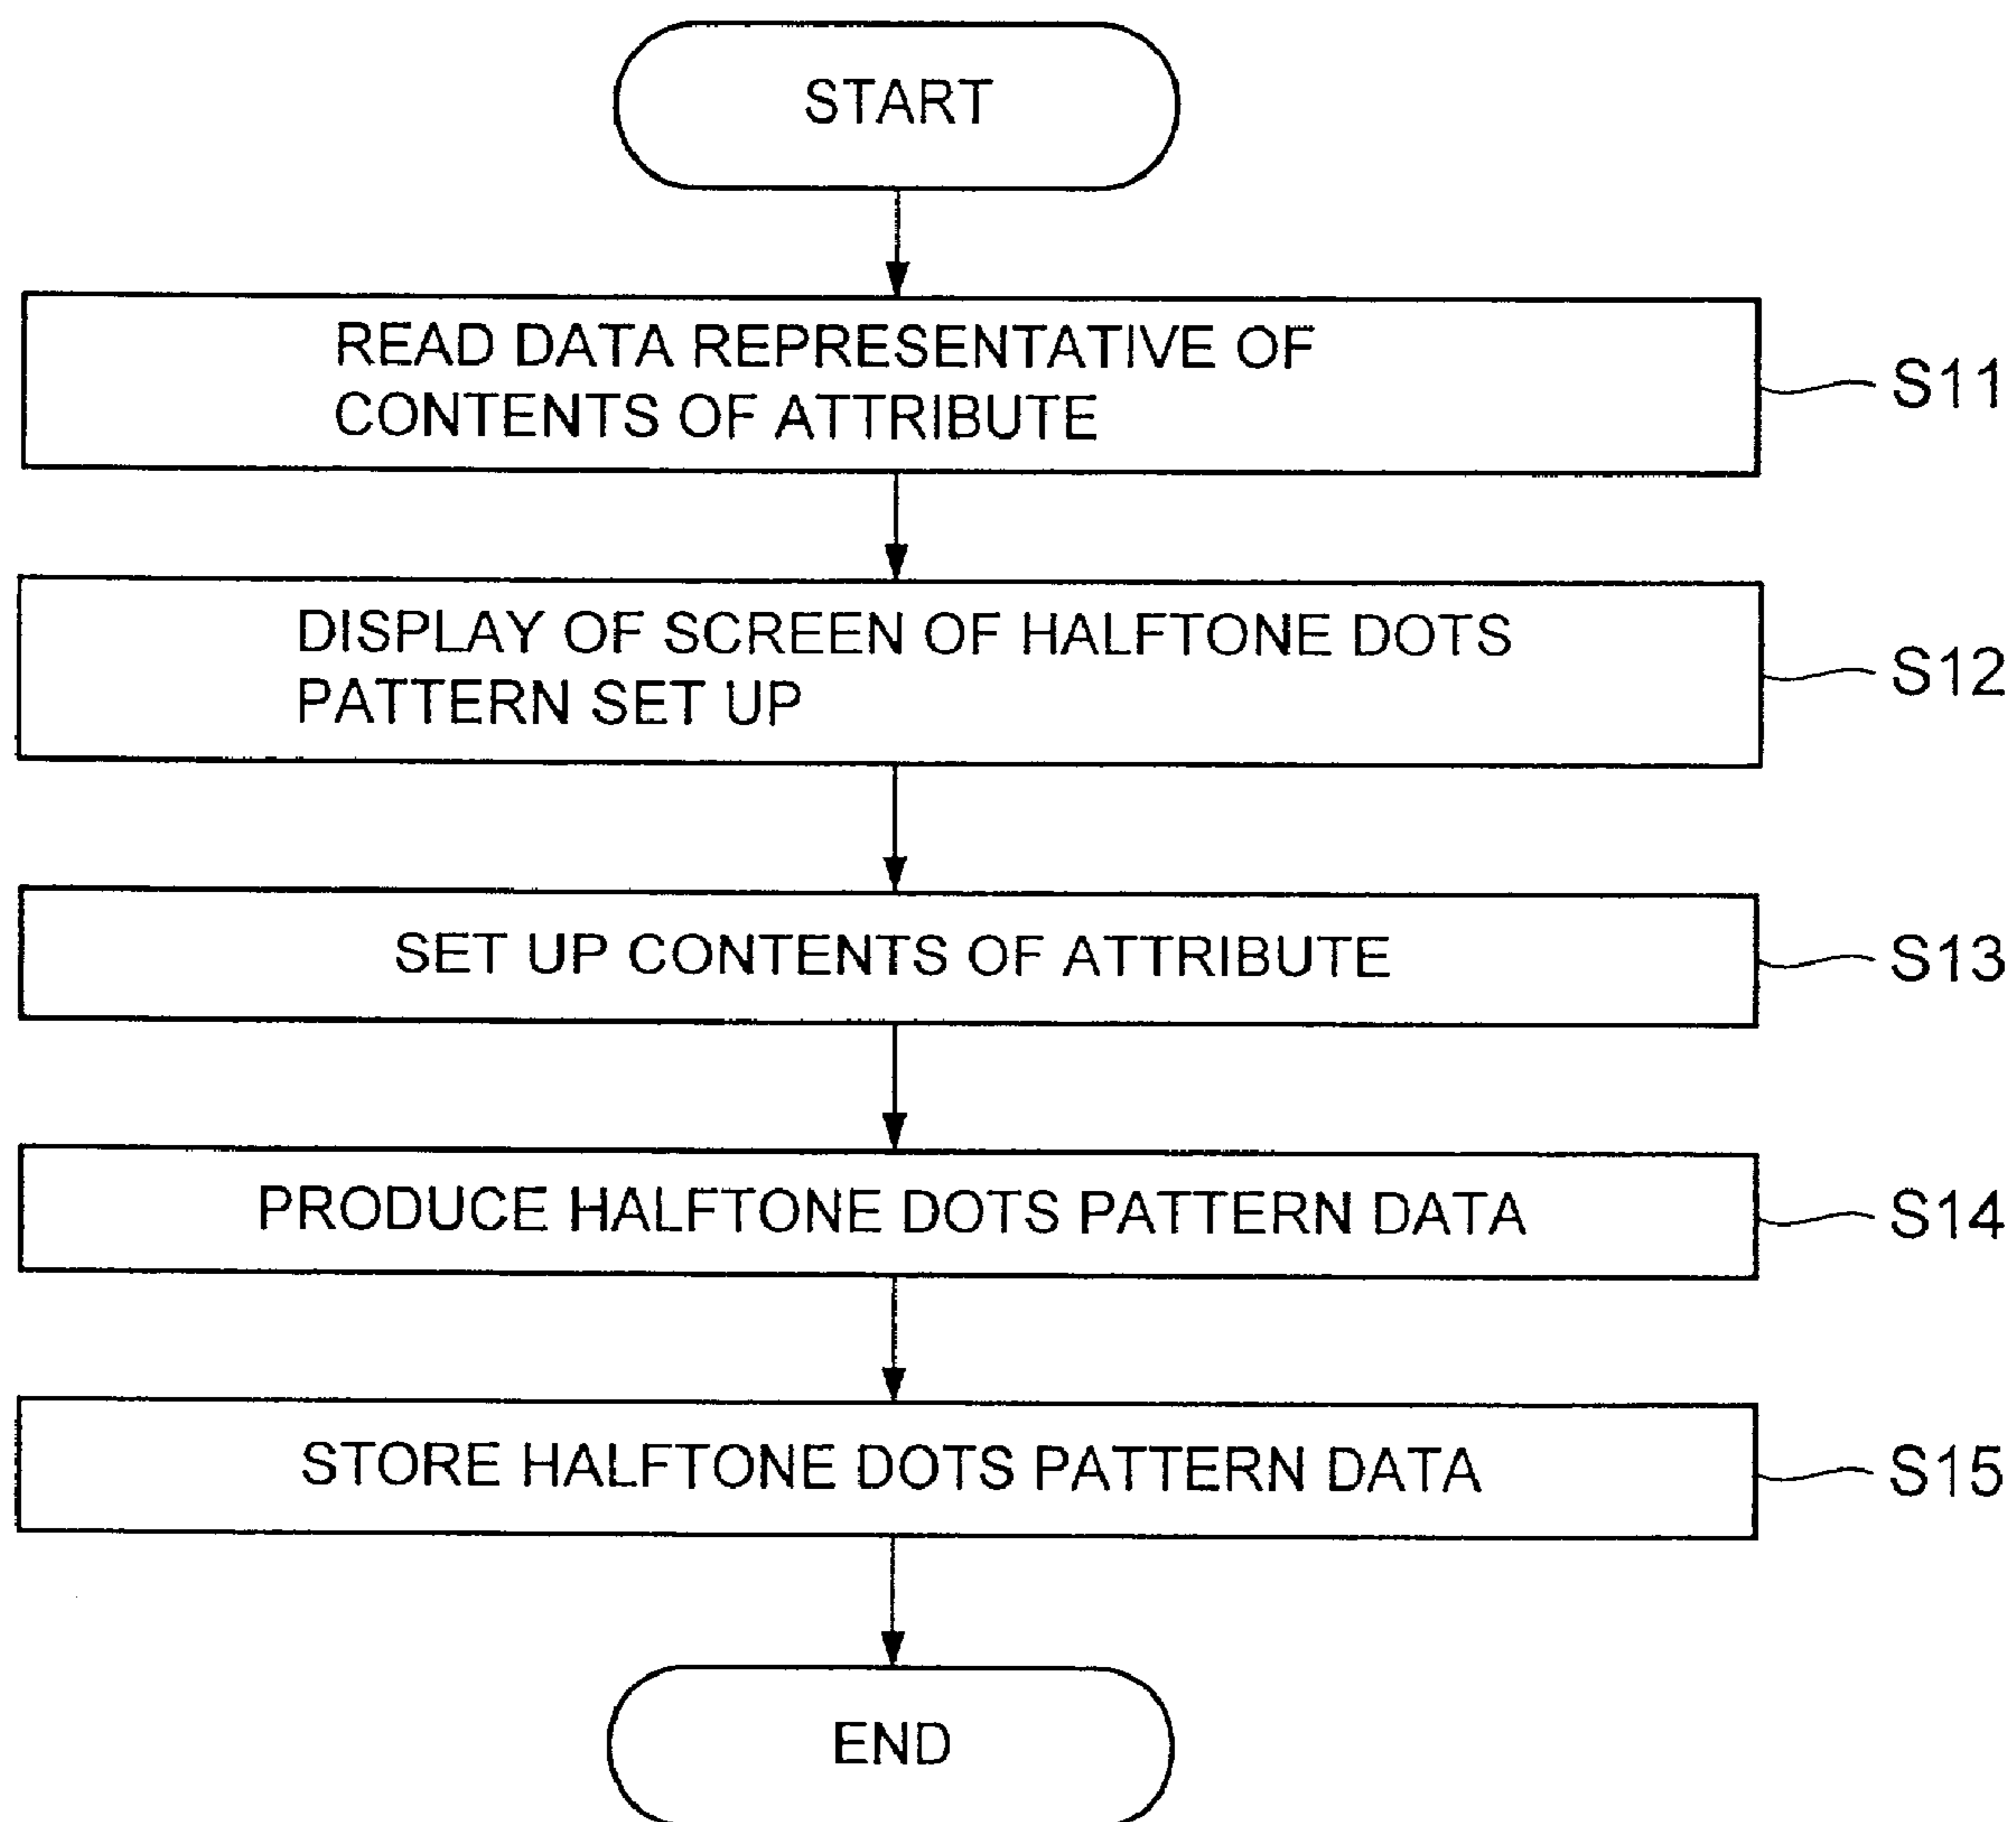 START
READ DATA REPRESENTATIVE OF
CONTENTS OF ATTRIBUTE
S11
DISPLAY OF SCREEN OF HALFTONE DOTS
PATTERN SET UP
S12
SET UP CONTENTS OF ATTRIBUTE
S13
PRODUCE HALFTONE DOTS PATTERN DATA
S14
STORE HALFTONE DOTS PATTERN DATA
S15
END